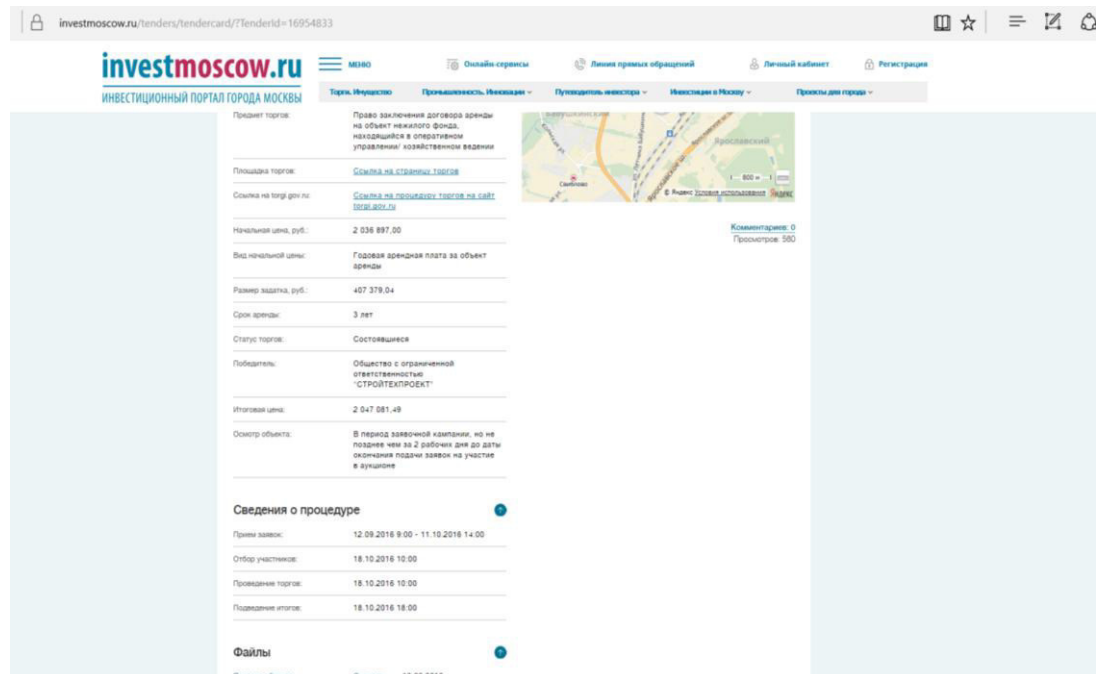 investmoscow.ru/tenders/tendercard/?TenderId=16954833
investmoscow.ru
ИНВЕСТИЦИОННЫЙ ПОРТАЛ ГОРОДА МОСКВЫ
МЕНЮ
Онлайн-сервисы
Линия прямых обращений
Личный кабинет
Регистрация
Торги. Имущество
Промышленность. Инновации
Путеводитель инвестора
Инвестиции в Москву
Проекты для города
Предмет торгов:
Право заключения договора аренды
на объект нежилого фонда,
находящийся в оперативном
управлении/ хозяйственном ведении
Площадка торгов:
Ссылка на страницу торгов
Ссылка на torgi.gov.ru:
Ссылка на процедуру торгов на сайт
torgi.gov.ru
Начальная цена, руб.:
2 036 897,00
Вид начальной цены:
Годовая арендная плата за объект
аренды
Размер задатка, руб.:
407 379,04
Срок аренды:
3 лет
Статус торгов:
Состоявшиеся
Победитель:
Общество с ограниченной
ответственностью
"СТРОЙТЕХПРОЕКТ"
Итоговая цена:
2 047 081,49
Осмотр объекта:
В период заявочной кампании, но не
позднее чем за 2 рабочих дня до даты
окончания подачи заявок на участие
в аукционе
Ярославский
Свиблово
800 м
© Яндекс Условия использования Яндекс
Комментариев: 0
Просмотров: 580
Сведения о процедуре
Прием заявок:
12.09.2016 9:00 - 11.10.2016 14:00
Отбор участников:
18.10.2016 10:00
Проведение торгов:
18.10.2016 10:00
Подведение итогов:
18.10.2016 18:00
Файлы